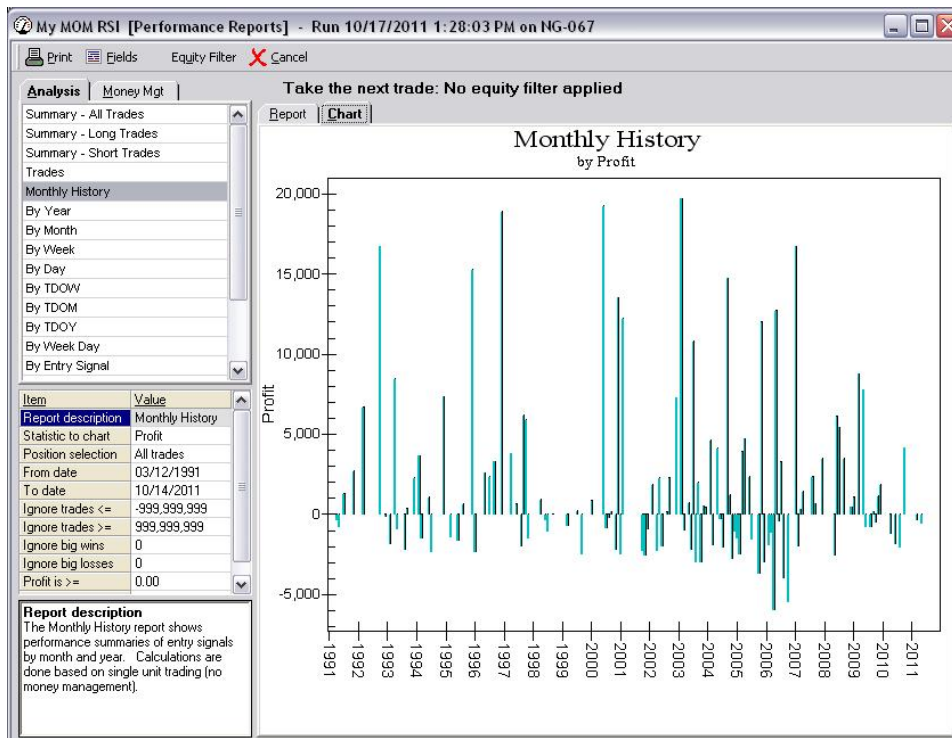 My MOM RSI [Performance Reports] - Run 10/17/2011 1:28:03 PM on NG-067
Print Fields Equity Filter Cancel
Analysis Money Mgt
Summary - All Trades
Summary - Long Trades
Summary - Short Trades
Trades
Monthly History
By Year
By Month
By Week
By Day
By TDOW
By TDOM
By TDOY
By Week Day
By Entry Signal
Item Value
Report description Monthly History
Statistic to chart Profit
Position selection All trades
From date 03/12/1991
To date 10/14/2011
Ignore trades <= -999,999,999
Ignore trades >= 999,999,999
Ignore big wins 0
Ignore big losses 0
Profit is >= 0.00
Report description
The Monthly History report shows
performance summaries of entry signals
by month and year. Calculations are
done based on single unit trading (no
money management).
Take the next trade: No equity filter applied
Report Chart
Monthly History
by Profit
Profit
20,000
15,000
10,000
5,000
0
-5,000
1991 1992 1993 1994 1995 1996 1997 1998 1999 2000 2001 2002 2003 2004 2005 2006 2007 2008 2009 2010 2011